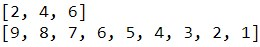 [2, 4, 6]
[9, 8, 7, 6, 5, 4, 3, 2, 1]